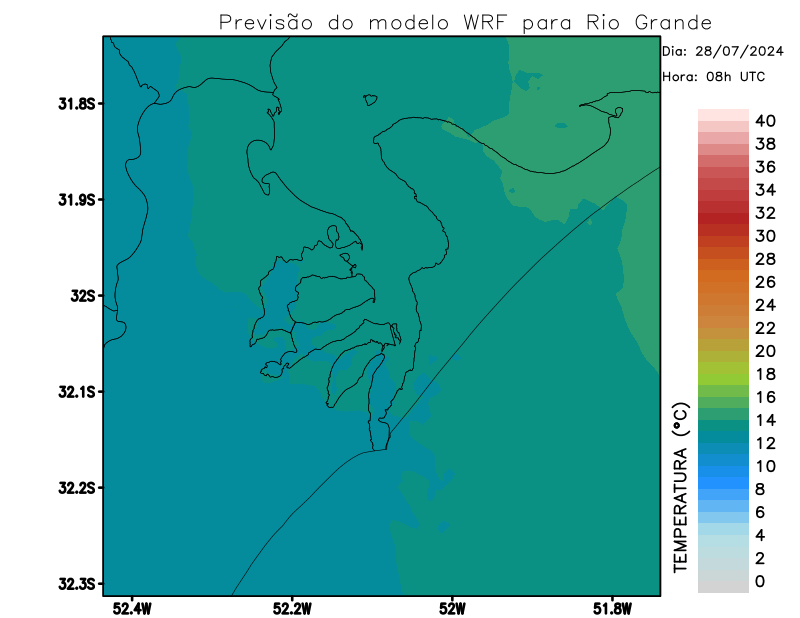 Previsão do modelo WRF para Rio Grande
Dia: 28/07/2024
Hora: 08h UTC
31.8S
31.9S
32S
32.1S
32.2S
32.3S
52.4W
52.2W
52W
51.8W
TEMPERATURA (°C)
40
38
36
34
32
30
28
26
24
22
20
18
16
14
12
10
8
6
4
2
0